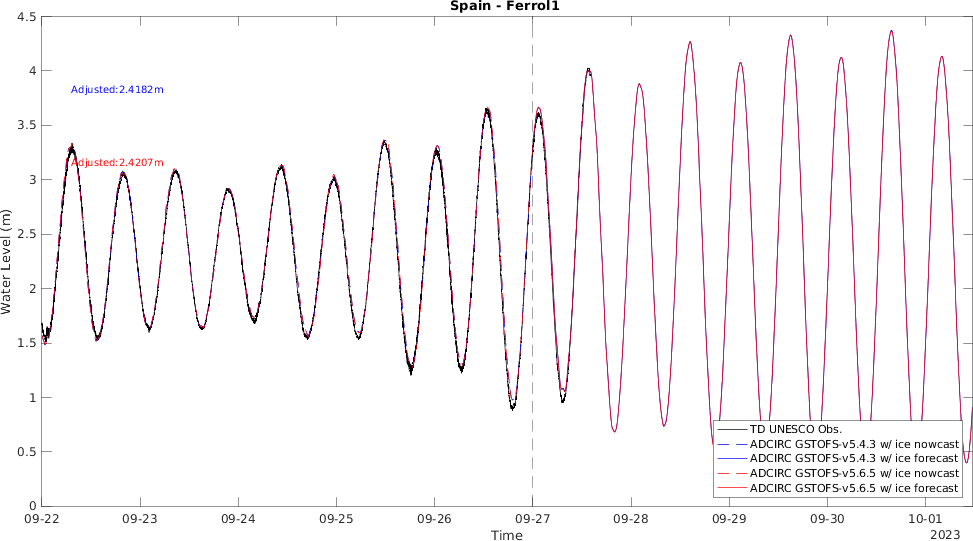 Spain - Ferrol1
4.5
4
3.5
3
2.5
2
1.5
1
0.5
0
Water Level (m)
Adjusted:2.4182m
Adjusted:2.4207m
TD UNESCO Obs.
ADCIRC GSTOFS-v5.4.3 w/ ice nowcast
ADCIRC GSTOFS-v5.4.3 w/ ice forecast
ADCIRC GSTOFS-v5.6.5 w/ ice nowcast
ADCIRC GSTOFS-v5.6.5 w/ ice forecast
09-22 09-23 09-24 09-25 09-26 09-27 09-28 09-29 09-30 10-01
Time
2023